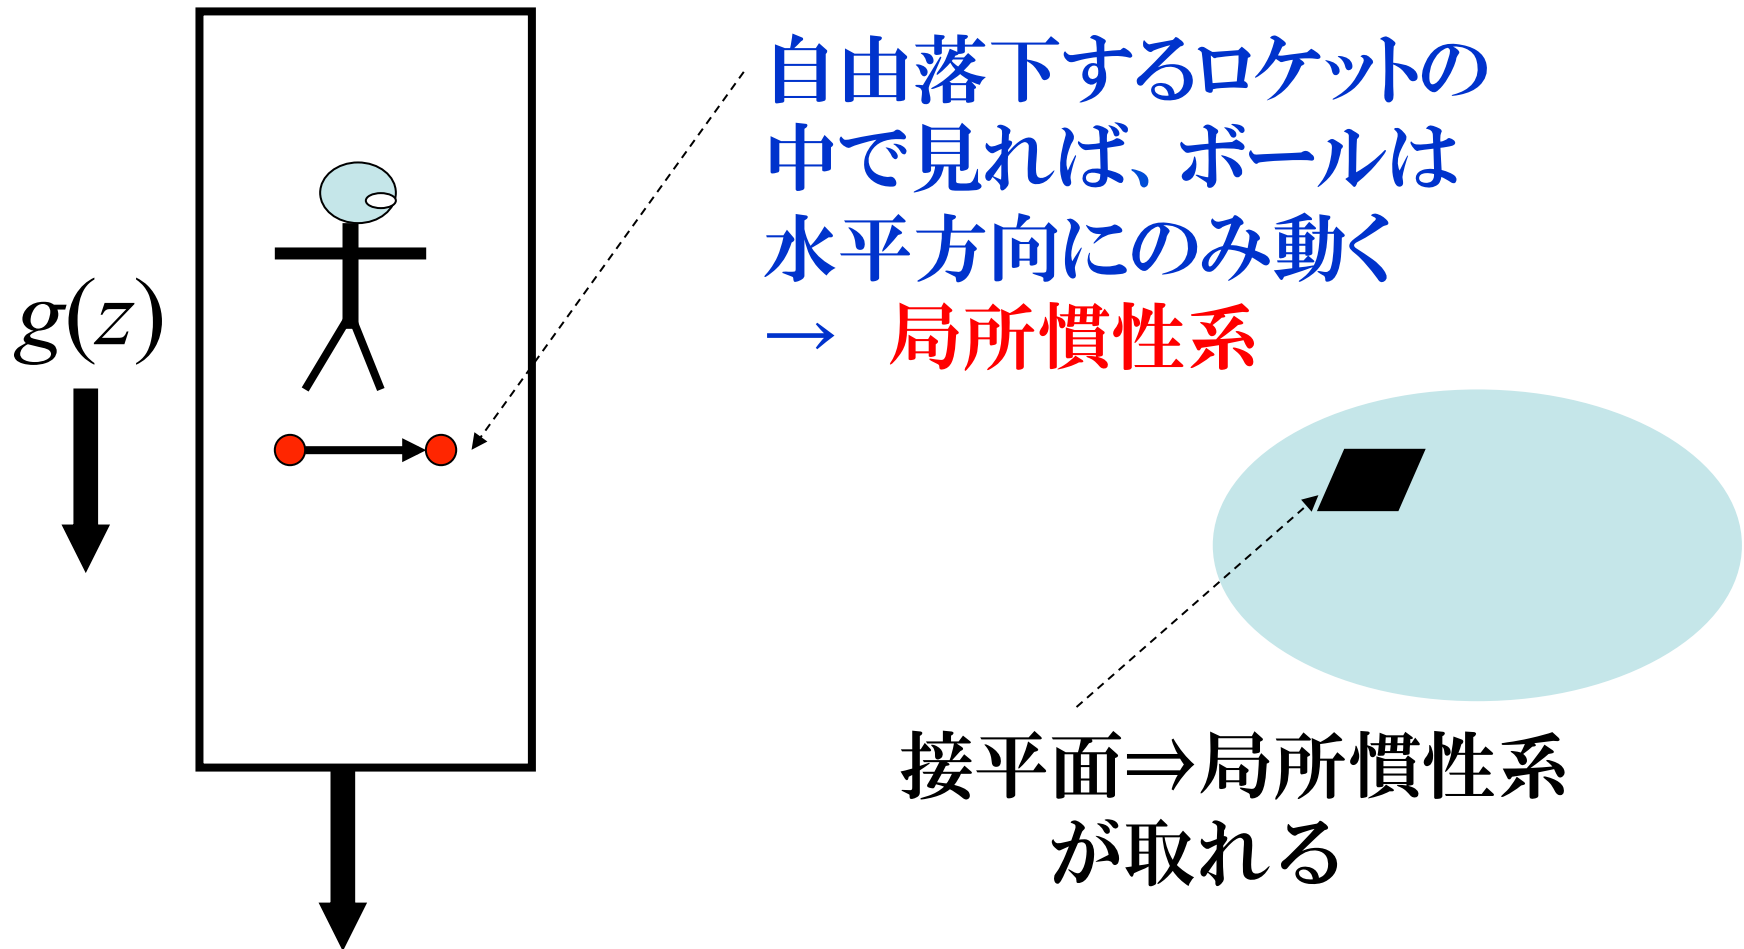 自由落下するロケットの
中で見れば、ボールは
水平方向にのみ動く
→ 局所慣性系
g(z)
接平面⇒局所慣性系
が取れる